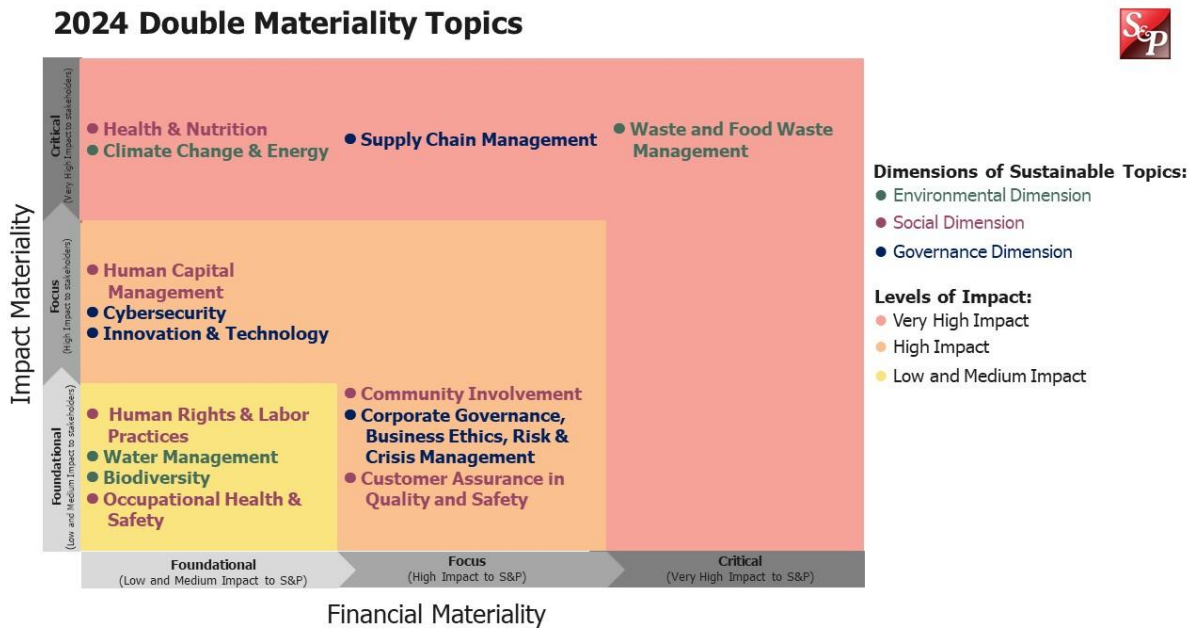 2024 Double Materiality Topics
S&P
Impact Materiality
Critical
(Very High Impact to stakeholders)
Focus
(High Impact to stakeholders)
Foundational
(Low and Medium Impact to stakeholders)
● Health & Nutrition
● Climate Change & Energy
● Supply Chain Management
● Waste and Food Waste
Management
● Human Capital
Management
● Cybersecurity
● Innovation & Technology
● Human Rights & Labor
Practices
● Water Management
● Biodiversity
● Occupational Health &
Safety
● Community Involvement
● Corporate Governance,
Business Ethics, Risk &
Crisis Management
● Customer Assurance in
Quality and Safety
Foundational
(Low and Medium Impact to S&P)
Focus
(High Impact to S&P)
Critical
(Very High Impact to S&P)
Financial Materiality
Dimensions of Sustainable Topics:
● Environmental Dimension
● Social Dimension
● Governance Dimension
Levels of Impact:
● Very High Impact
● High Impact
● Low and Medium Impact